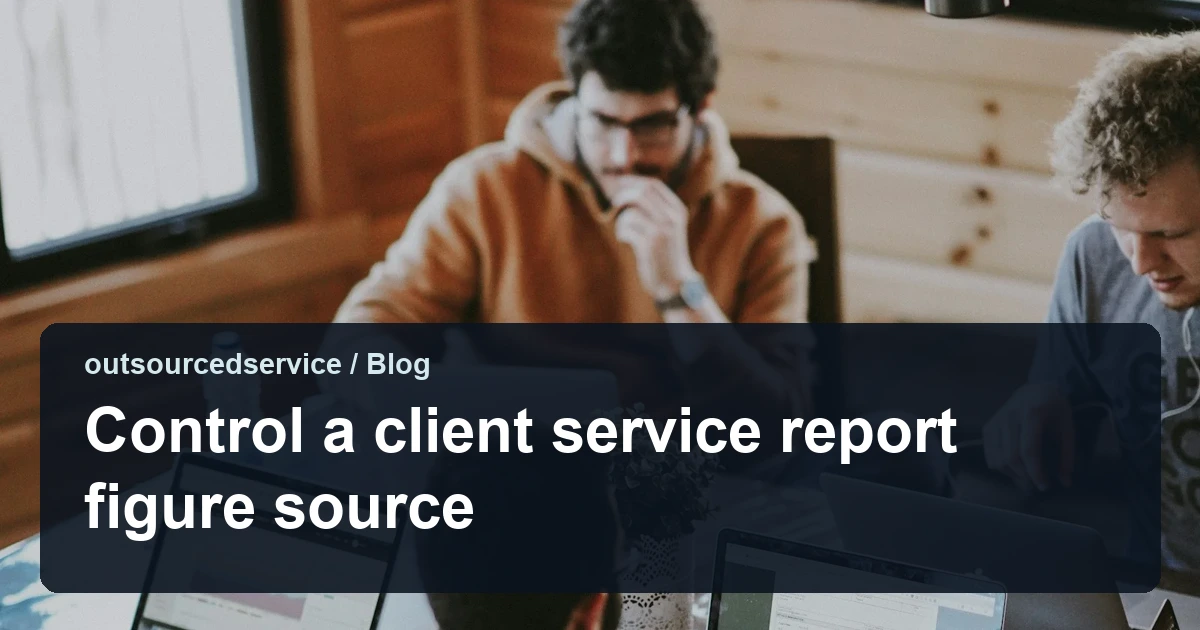 outsourcedservice / Blog
Control a client service report
figure source